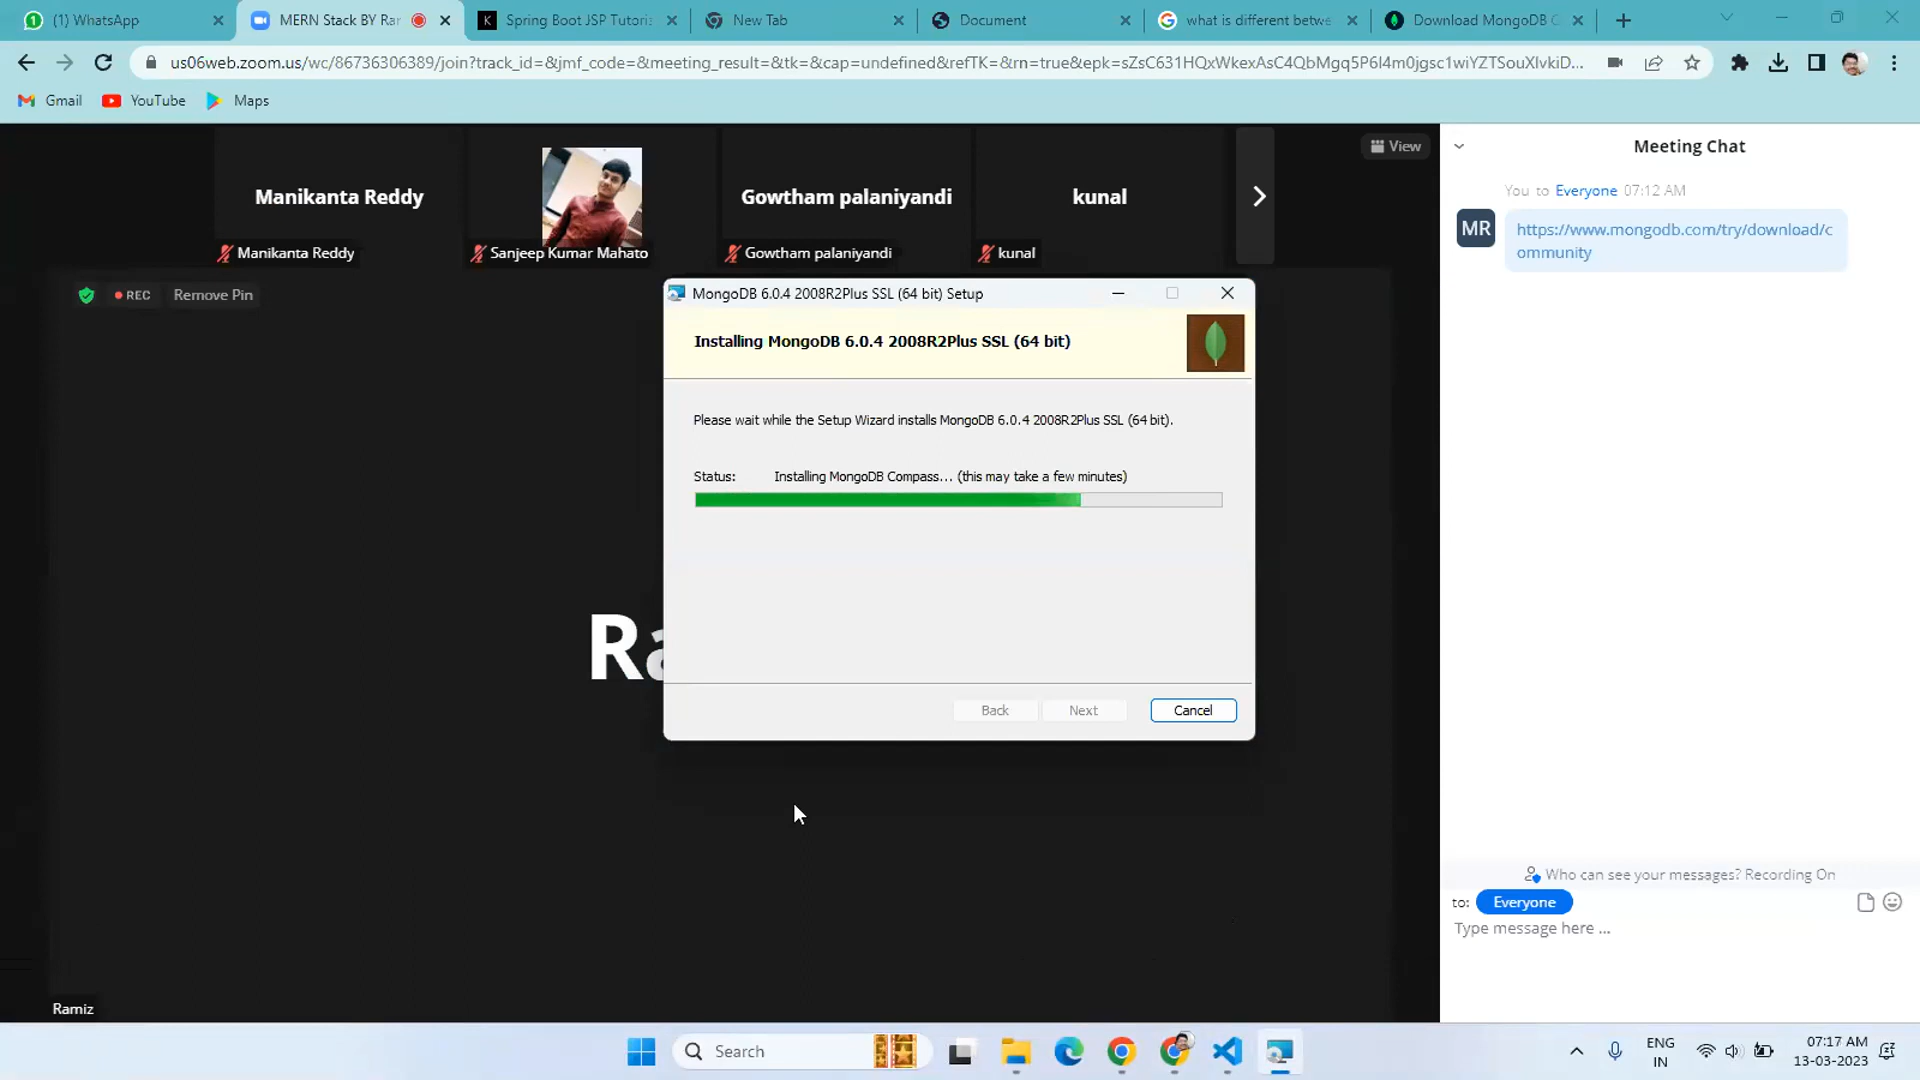 (1) WhatsApp
MERN Stack BY Rar
Spring Boot JSP Tutoria
New Tab
Document
what is different betwe
Download MongoDB C
us06web.zoom.us/wc/86736306389/join?track_id=&jmf_code=&meeting_result=&tk=&cap=undefined&refTK=&rn=true&epk=sZsC631HQxWkexAsC4QbMgq5P6I4m0jgsc1wiYZTSouXIvkiD...
Gmail
YouTube
Maps
View
Manikanta Reddy
Gowtham palaniyandi
kunal
Manikanta Reddy
Sanjeep Kumar Mahato
Gowtham palaniyandi
kunal
REC
Remove Pin
Ra
Ramiz
MongoDB 6.0.4 2008R2Plus SSL (64 bit) Setup
Installing MongoDB 6.0.4 2008R2Plus SSL (64 bit)
Please wait while the Setup Wizard installs MongoDB 6.0.4 2008R2Plus SSL (64 bit).
Status: Installing MongoDB Compass... (this may take a few minutes)
Back
Next
Cancel
Meeting Chat
You to Everyone 07:12 AM
MR
https://www.mongodb.com/try/download/c
ommunity
Who can see your messages? Recording On
to: Everyone
Type message here ...
Search
ENG
IN
07:17 AM
13-03-2023